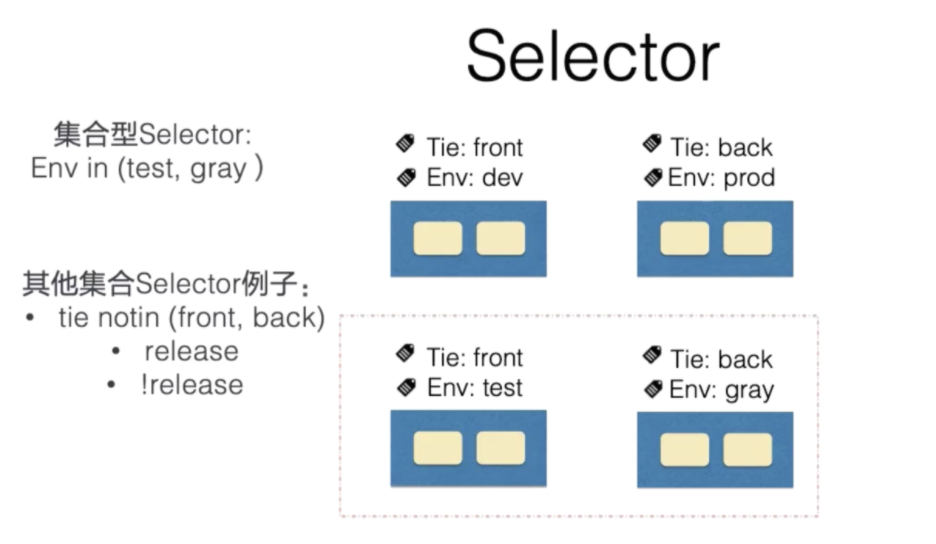 Selector
集合型Selector:
Env in (test, gray )
其他集合Selector例子：
• tie notin (front, back)
• release
• !release
Tie: front
Env: dev
Tie: back
Env: prod
Tie: front
Env: test
Tie: back
Env: gray